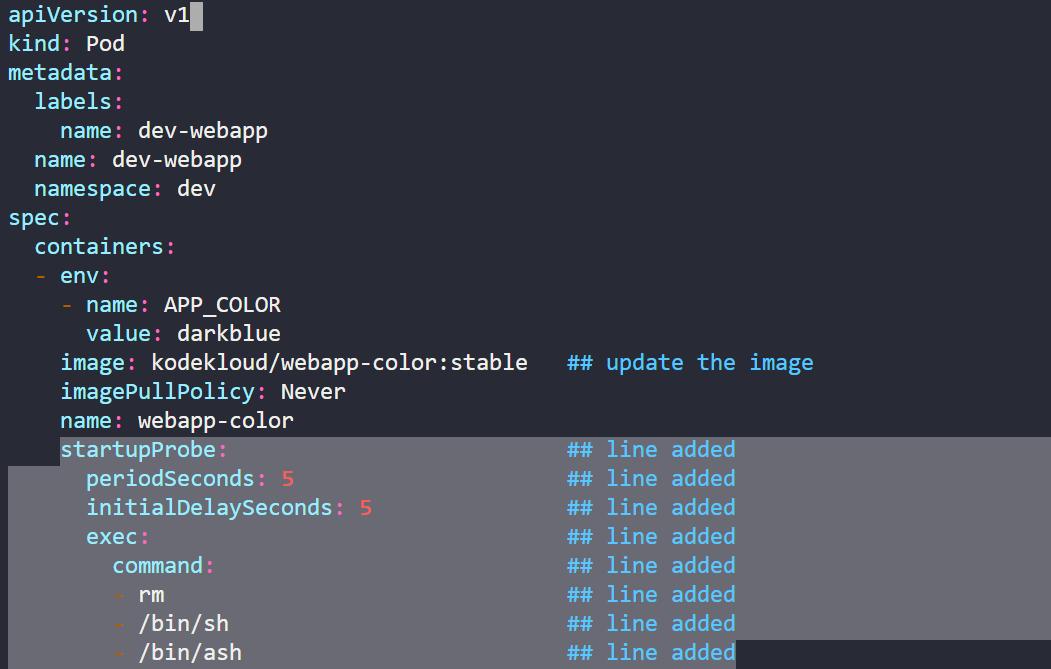 apiVersion: v1
kind: Pod
metadata:
  labels:
    name: dev-webapp
  name: dev-webapp
  namespace: dev
spec:
  containers:
  - env:
    - name: APP_COLOR
      value: darkblue
    image: kodekloud/webapp-color:stable   ## update the image
    imagePullPolicy: Never
    name: webapp-color
    startupProbe:                          ## line added
      periodSeconds: 5                     ## line added
      initialDelaySeconds: 5               ## line added
      exec:                                ## line added
        command:                           ## line added
        - rm                               ## line added
        - /bin/sh                          ## line added
        - /bin/ash                         ## line added